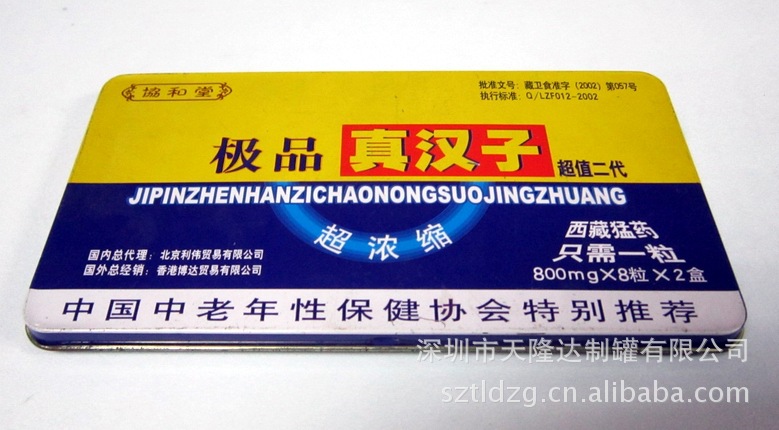 協和堂
批准文号：藏卫食准字（2002）第057号
执行标准：Q/LZF012-2002
极品 真汉子 超值二代
JIPINZHENHANZICHAONONGSUOJINGZHUANG
超浓缩
西藏猛药
只需一粒
800mg×8粒×2盒
国内总代理：北京利伟贸易有限公司
国外总经销：香港博达贸易有限公司
中国中老年性保健协会特别推荐
深圳市天隆达制罐有限公司
sztldzg.cn.alibaba.com